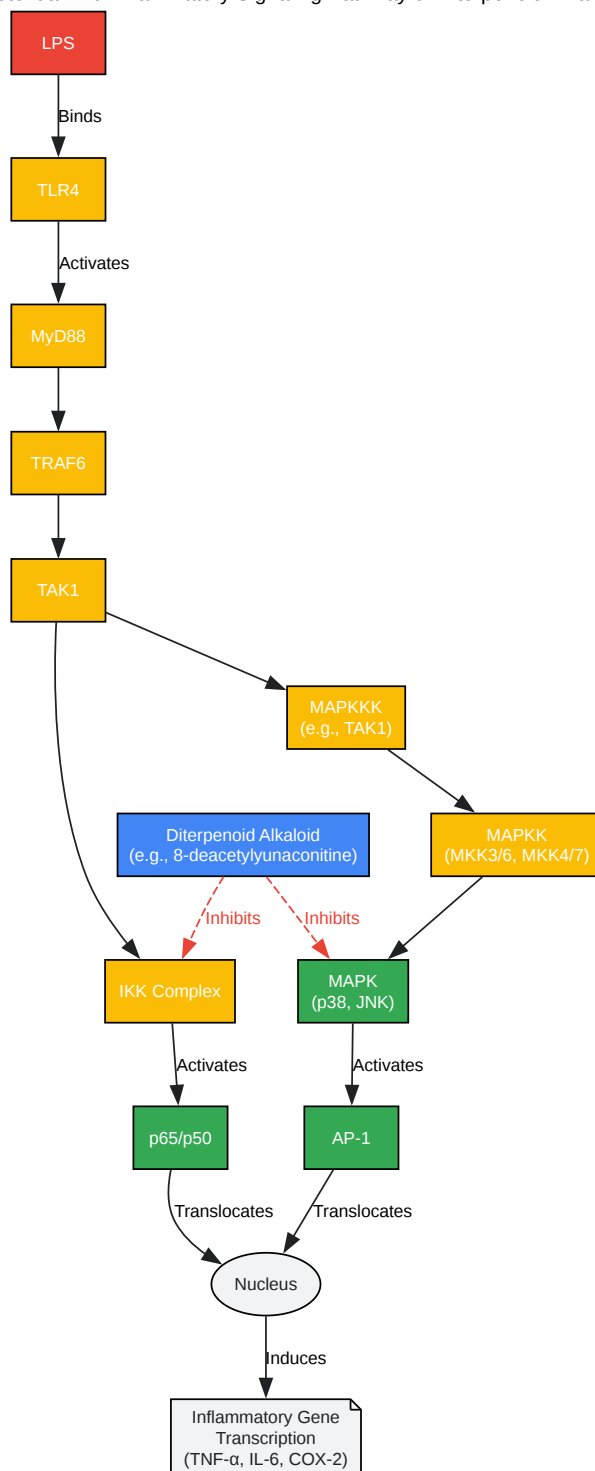 LPS
Binds
TLR4
Activates
MyD88
TRAF6
TAK1
MAPKKK
(e.g., TAK1)
Diterpenoid Alkaloid
(e.g., 8-deacetylyunaconitine)
MAPKK
(MKK3/6, MKK4/7)
Inhibits
Inhibits
IKK Complex
MAPK
(p38, JNK)
Activates
Activates
p65/p50
AP-1
Translocates
Translocates
Nucleus
Induces
Inflammatory Gene
Transcription
(TNF-α, IL-6, COX-2)